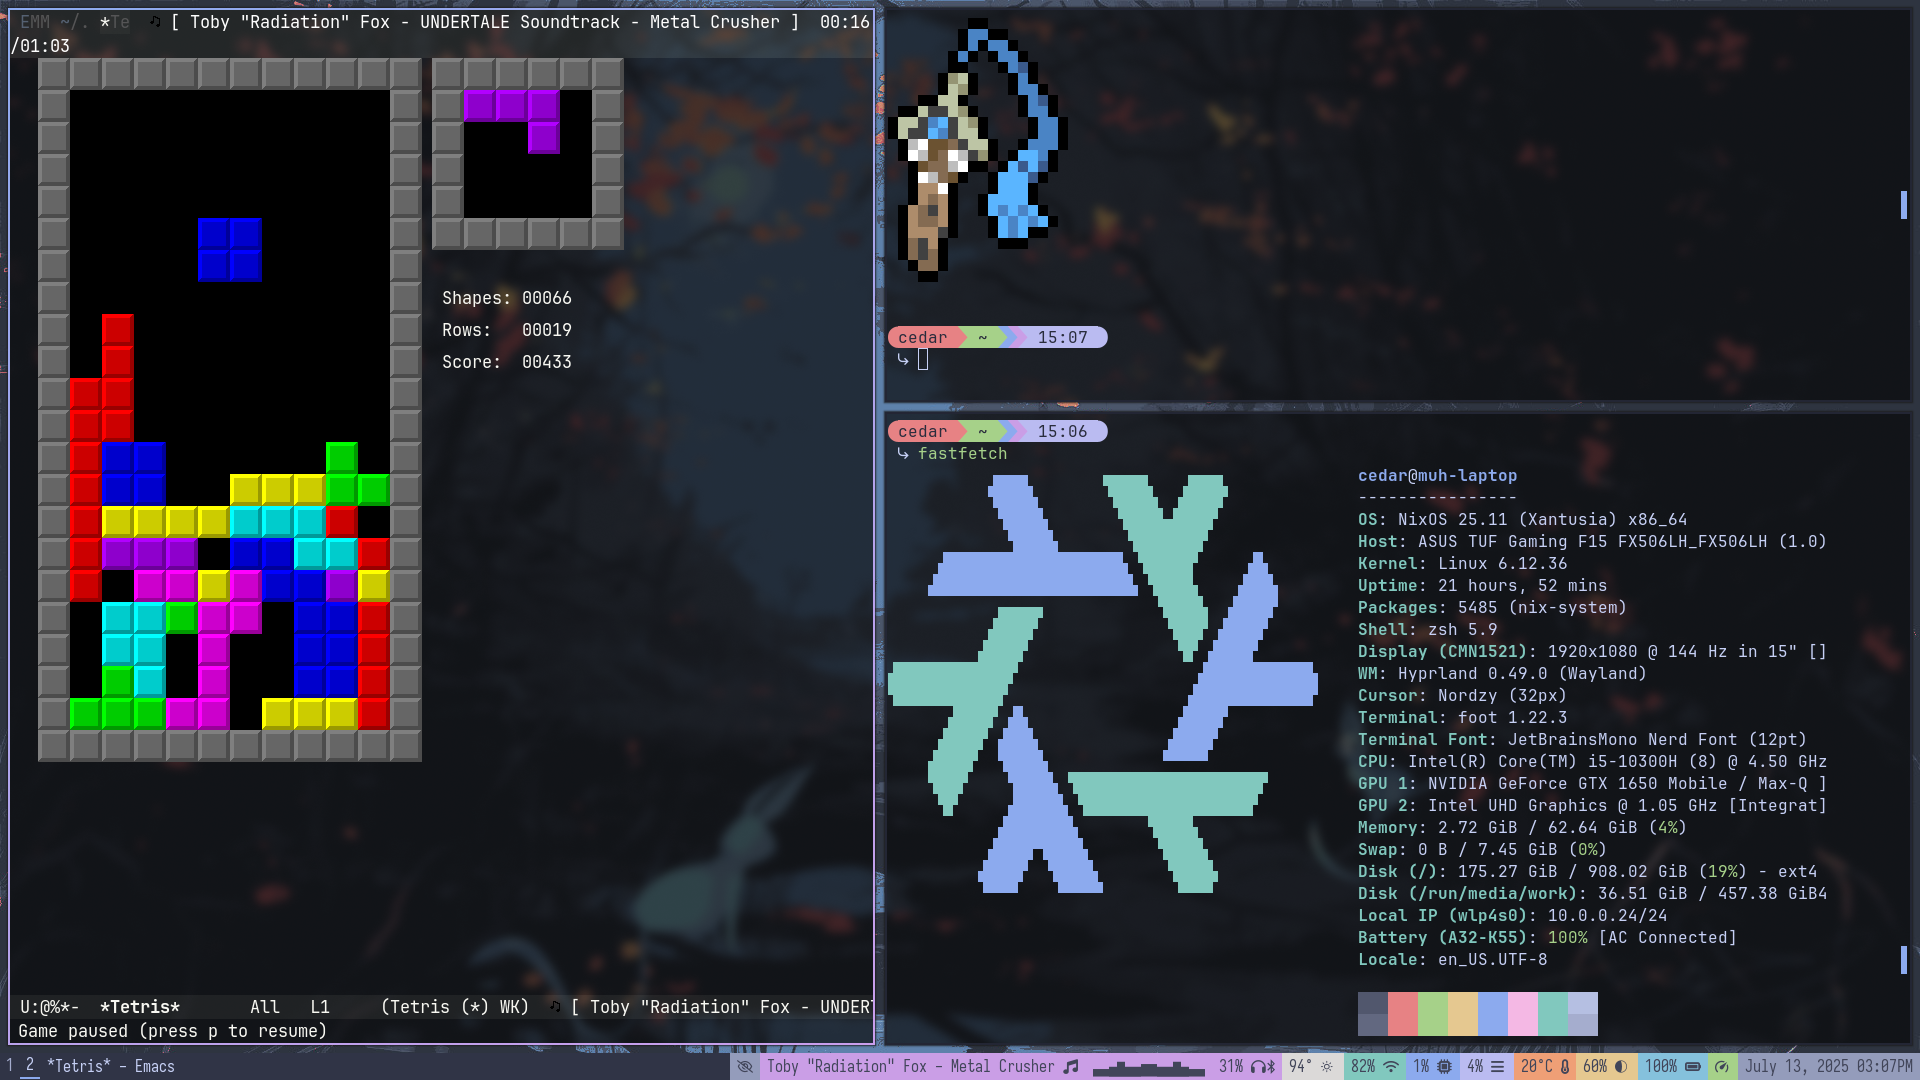 EMM ~/. *Te ♫ [ Toby "Radiation" Fox - UNDERTALE Soundtrack - Metal Crusher ] 00:16
/01:03
Shapes: 00066
Rows: 00019
Score: 00433
U:@%*- *Tetris* All L1 (Tetris (*) WK) ♫ [ Toby "Radiation" Fox - UNDER
Game paused (press p to resume)
cedar ~ 15:07
cedar ~ 15:06
fastfetch
cedar@muh-laptop
----------------
OS: NixOS 25.11 (Xantusia) x86_64
Host: ASUS TUF Gaming F15 FX506LH_FX506LH (1.0)
Kernel: Linux 6.12.36
Uptime: 21 hours, 52 mins
Packages: 5485 (nix-system)
Shell: zsh 5.9
Display (CMN1521): 1920x1080 @ 144 Hz in 15" []
WM: Hyprland 0.49.0 (Wayland)
Cursor: Nordzy (32px)
Terminal: foot 1.22.3
Terminal Font: JetBrainsMono Nerd Font (12pt)
CPU: Intel(R) Core(TM) i5-10300H (8) @ 4.50 GHz
GPU 1: NVIDIA GeForce GTX 1650 Mobile / Max-Q ]
GPU 2: Intel UHD Graphics @ 1.05 GHz [Integrat]
Memory: 2.72 GiB / 62.64 GiB (4%)
Swap: 0 B / 7.45 GiB (0%)
Disk (/): 175.27 GiB / 908.02 GiB (19%) - ext4
Disk (/run/media/work): 36.51 GiB / 457.38 GiB4
Local IP (wlp4s0): 10.0.0.24/24
Battery (A32-K55): 100% [AC Connected]
Locale: en_US.UTF-8
1 2 *Tetris* – Emacs Toby "Radiation" Fox – Metal Crusher 31% 94° 82% 1% 4% 20°C 60% 100% July 13, 2025 03:07PM